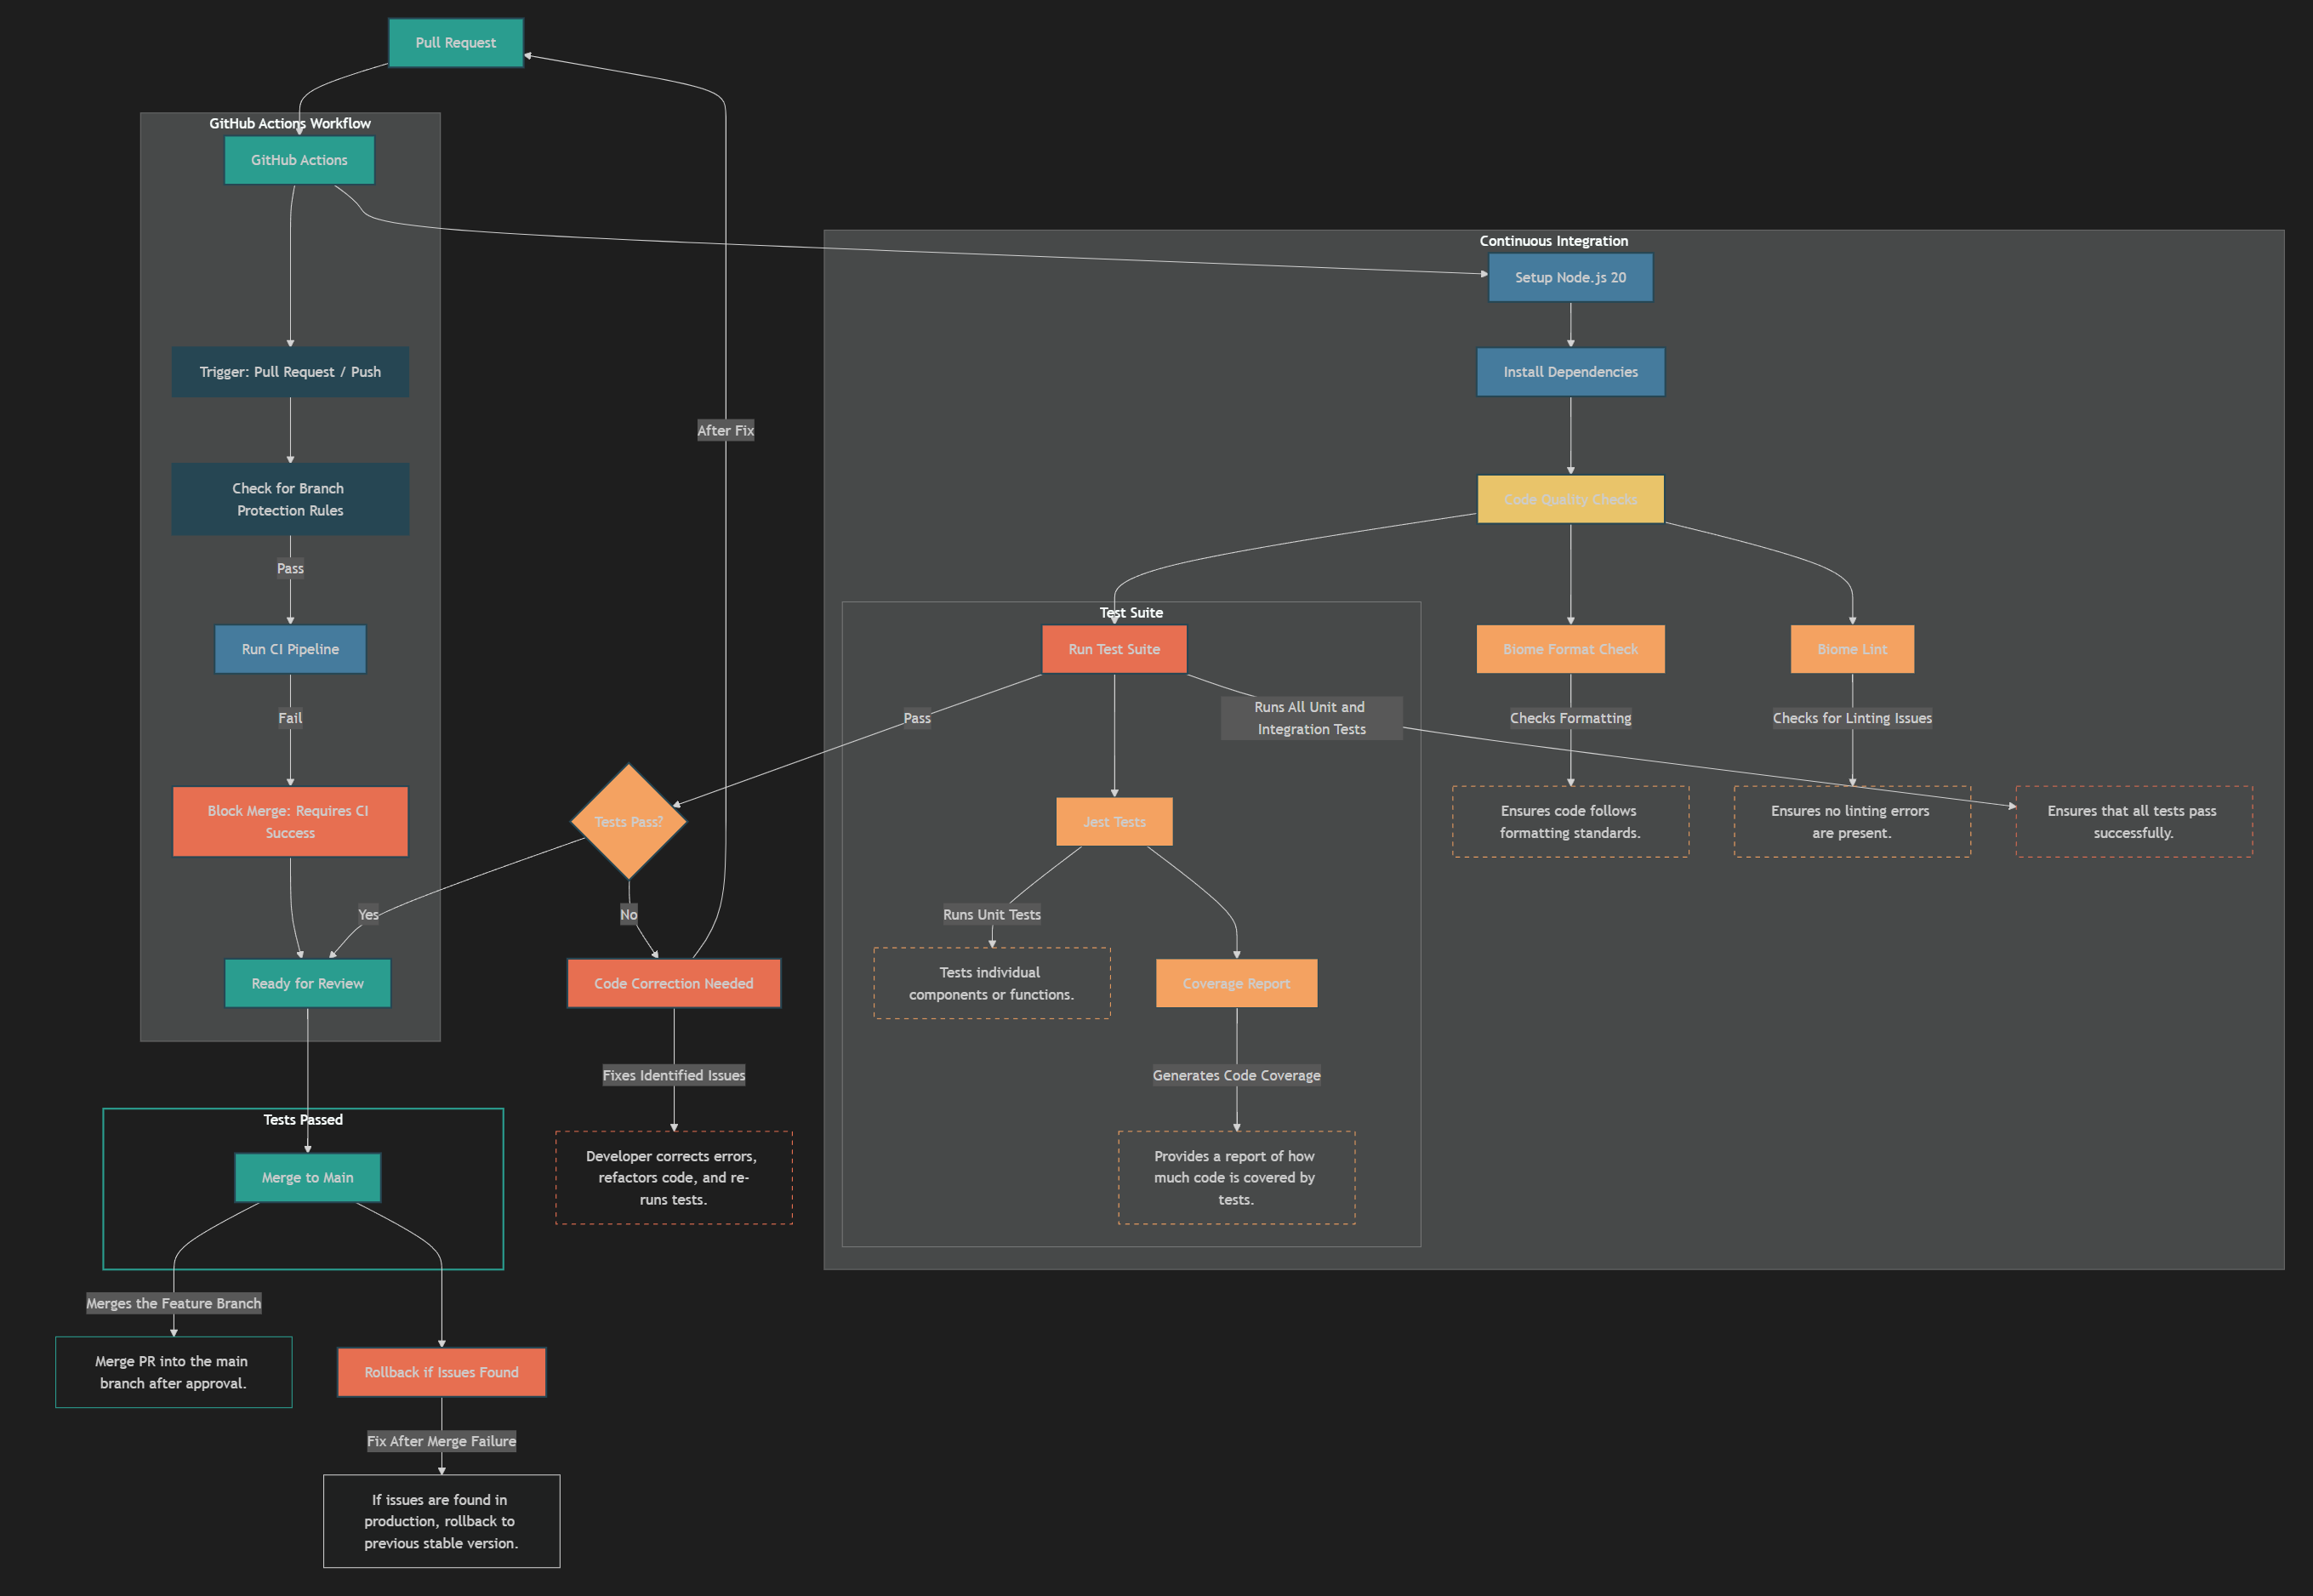 Pull Request
GitHub Actions Workflow
GitHub Actions
Trigger: Pull Request / Push
Check for Branch
Protection Rules
Pass
Run CI Pipeline
Fail
Block Merge: Requires CI
Success
Ready for Review
After Fix
Continuous Integration
Setup Node.js 20
Install Dependencies
Code Quality Checks
Test Suite
Run Test Suite
Biome Format Check
Biome Lint
Pass
Runs All Unit and
Integration Tests
Checks Formatting
Checks for Linting Issues
Tests Pass?
Jest Tests
Ensures code follows
formatting standards.
Ensures no linting errors
are present.
Ensures that all tests pass
successfully.
Yes
No
Runs Unit Tests
Code Correction Needed
Tests individual
components or functions.
Coverage Report
Fixes Identified Issues
Generates Code Coverage
Developer corrects errors,
refactors code, and re-
runs tests.
Provides a report of how
much code is covered by
tests.
Tests Passed
Merge to Main
Merges the Feature Branch
Merge PR into the main
branch after approval.
Rollback if Issues Found
Fix After Merge Failure
If issues are found in
production, rollback to
previous stable version.